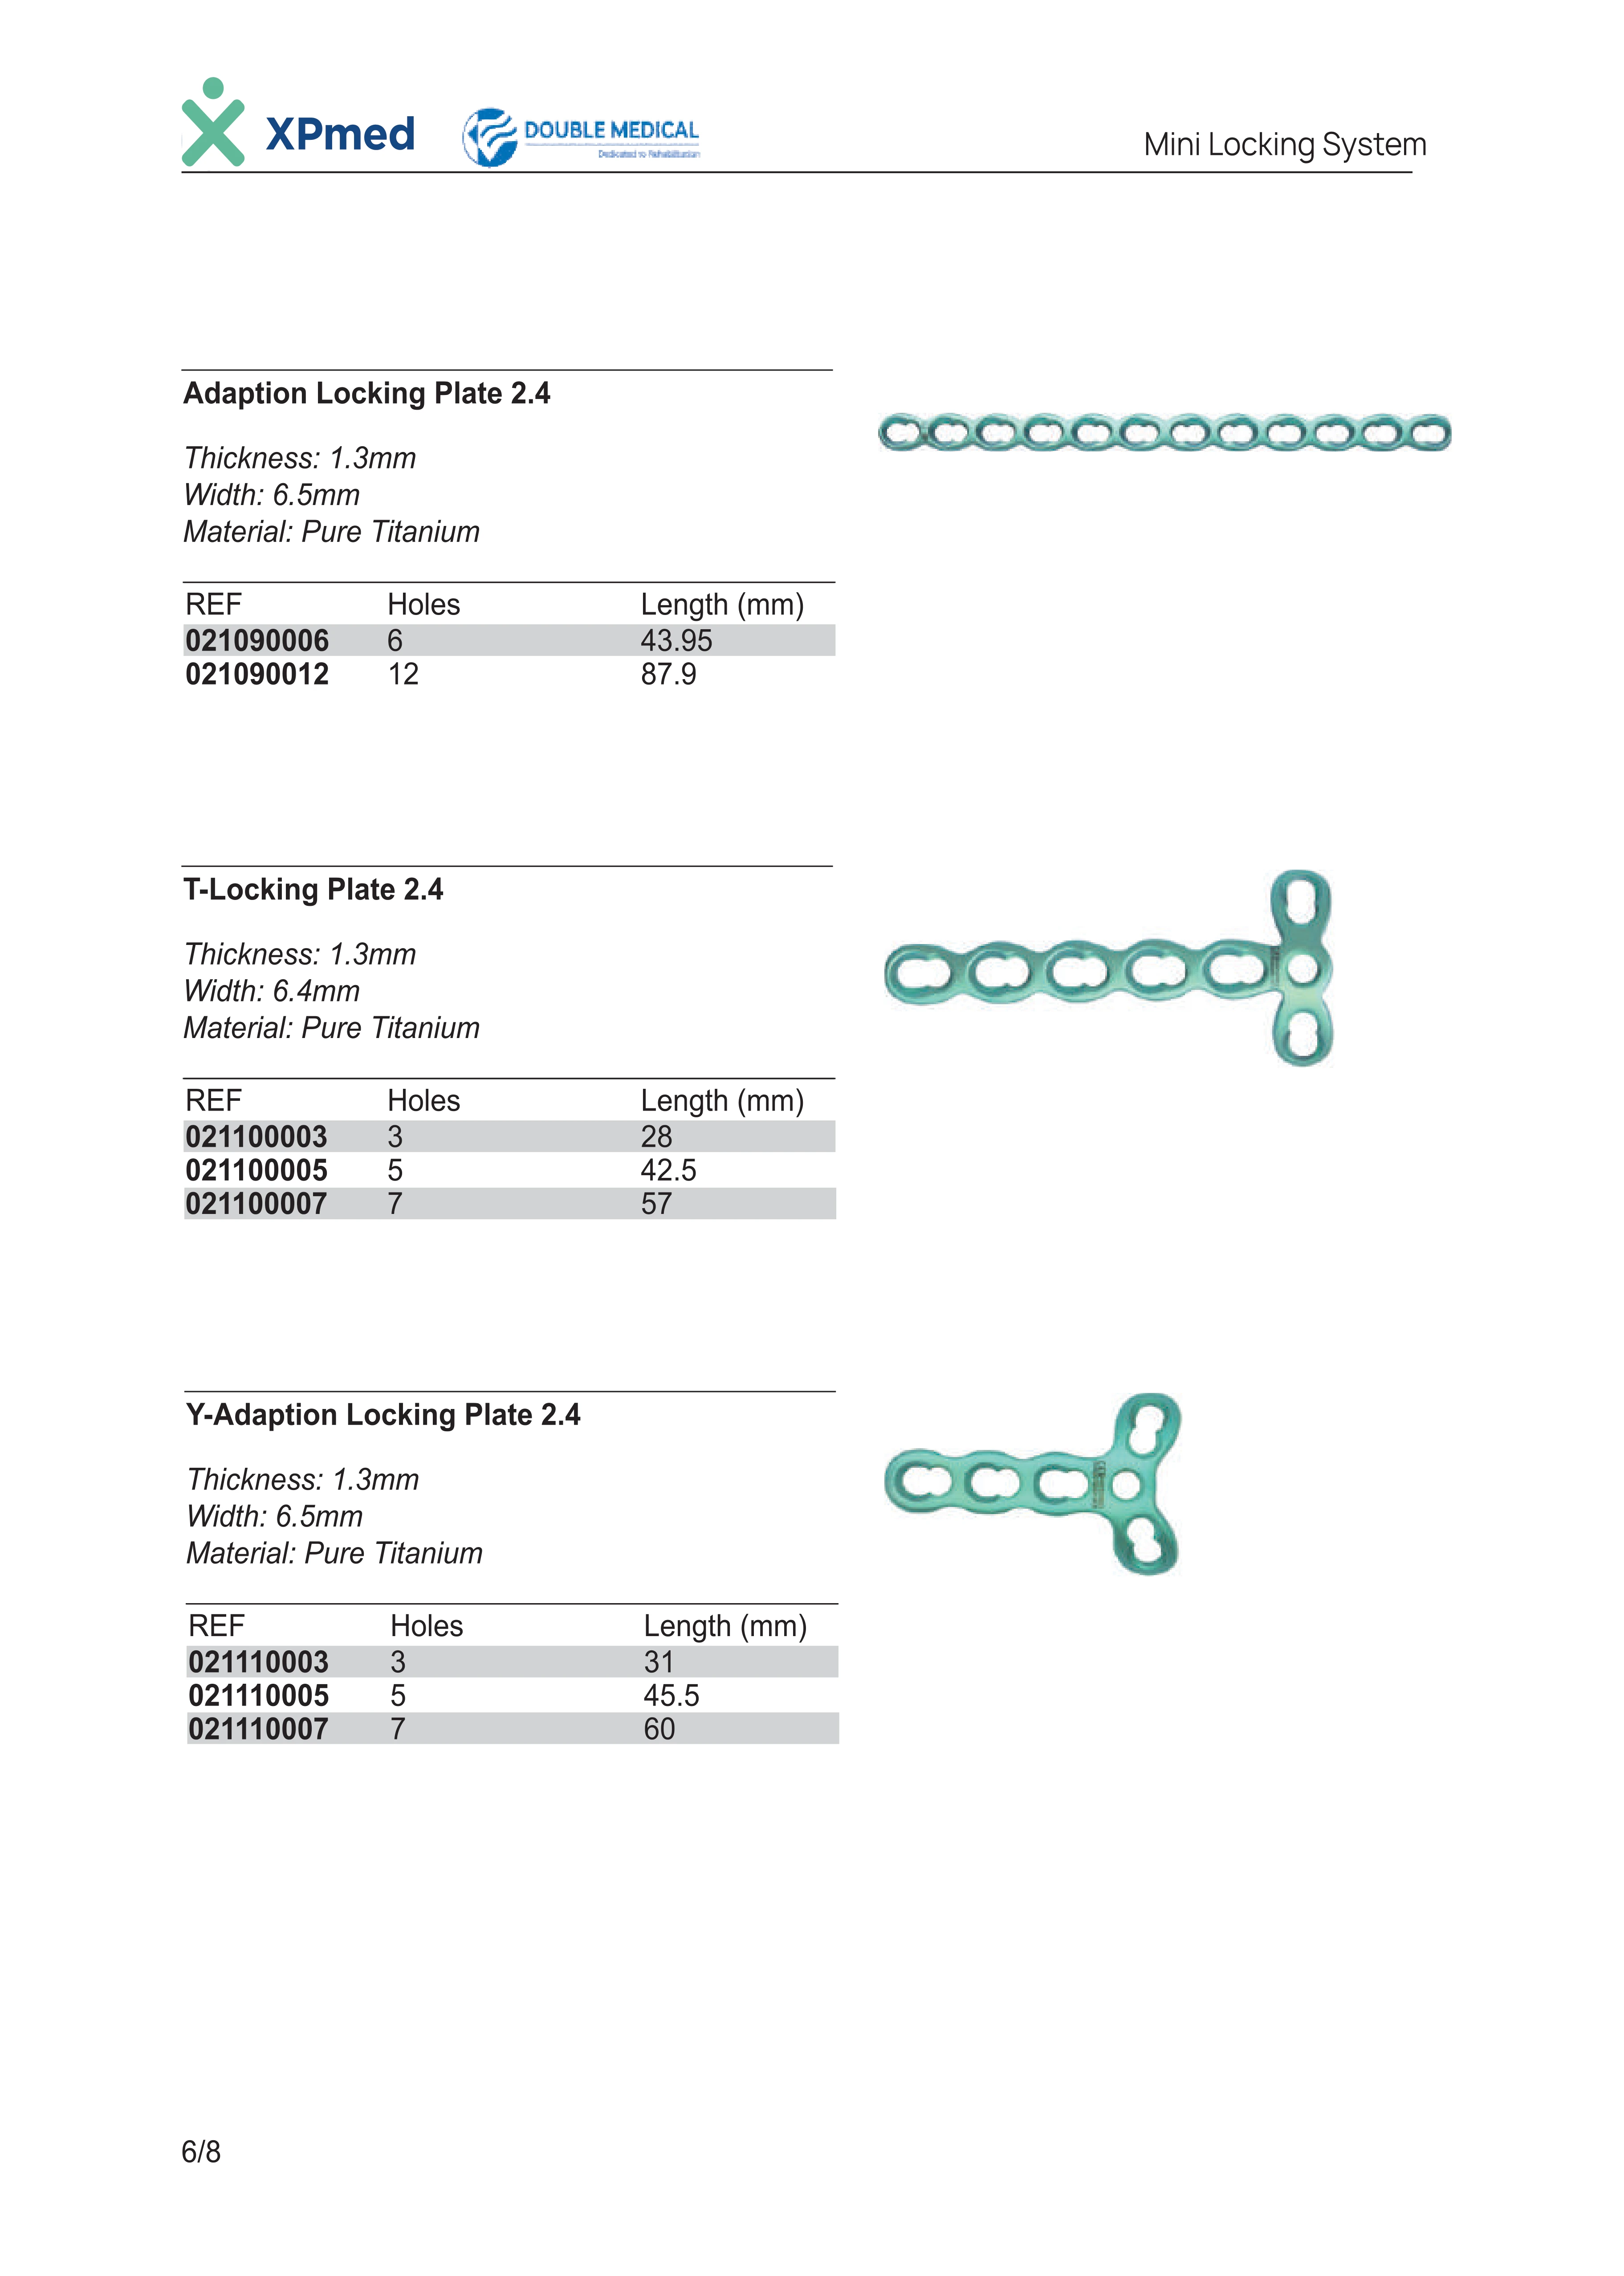 XPmed
DOUBLE MEDICAL
Dedicated to Rehabilitation
Mini Locking System
Adaption Locking Plate 2.4
Thickness: 1.3mm
Width: 6.5mm
Material: Pure Titanium
REF Holes Length (mm)
021090006 6 43.95
021090012 12 87.9
T-Locking Plate 2.4
Thickness: 1.3mm
Width: 6.4mm
Material: Pure Titanium
REF Holes Length (mm)
021100003 3 28
021100005 5 42.5
021100007 7 57
Y-Adaption Locking Plate 2.4
Thickness: 1.3mm
Width: 6.5mm
Material: Pure Titanium
REF Holes Length (mm)
021110003 3 31
021110005 5 45.5
021110007 7 60
6/8